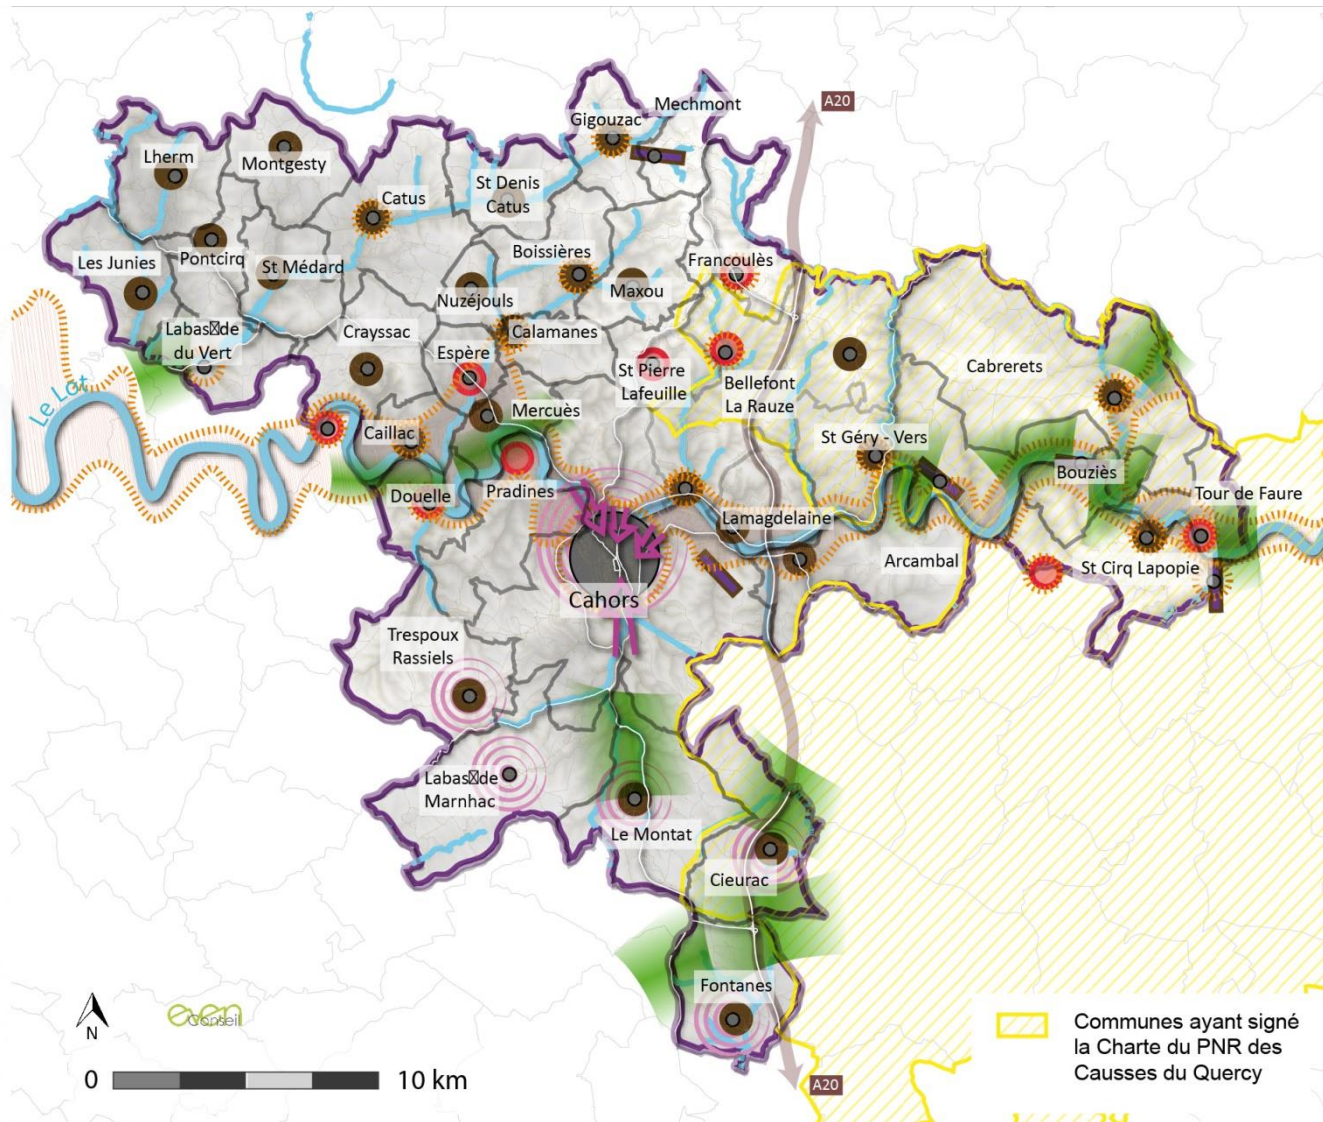 A20
Mechmont
Gigouzac
Lherm
Montgesty
St Denis
Catus
Catus
Boissières
Francoulès
Les Junies
Pontcirq
St Médard
Nuzéjouls
Maxou
Labas de
du Vert
Crayssac
Calamanes
Espère
St Pierre
Lafeuille
Bellefont
La Rauze
Cabrerets
Le Lot
Mercuès
Caillac
St Géry - Vers
Bouziès
Douelle
Pradines
Tour de Faure
Lamagdelaine
Arcambal
St Cirq Lapopie
Cahors
Trespoux
Rassiels
Labas de
Marnhac
Le Montat
Cieurac
Fontanes
N
even
Conseil
0 10 km
A20
Communes ayant signé
la Charte du PNR des
Causses du Quercy